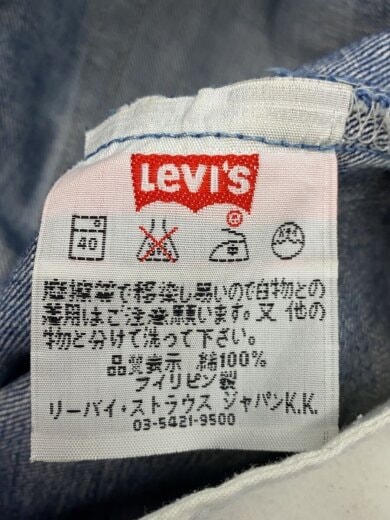 LEVI'S
®
40
摩擦等で移染し易いので白物との
着用はご注意願います。又 他の
物と分けて洗って下さい。
品質表示 綿100%
フィリピン製
リーバイ・ストラウス ジャパンK.K.
03-5421-9500